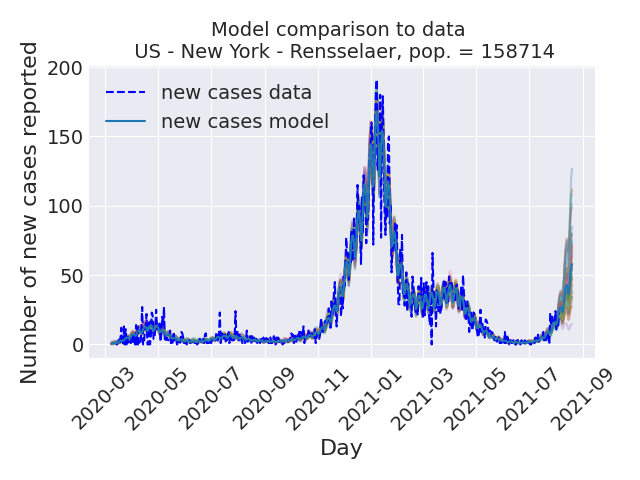 Model comparison to data
US - New York - Rensselaer, pop. = 158714
Number of new cases reported
200
150
100
50
0
new cases data
new cases model
2020-03
2020-05
2020-07
2020-09
2020-11
2021-01
2021-03
2021-05
2021-07
2021-09
Day